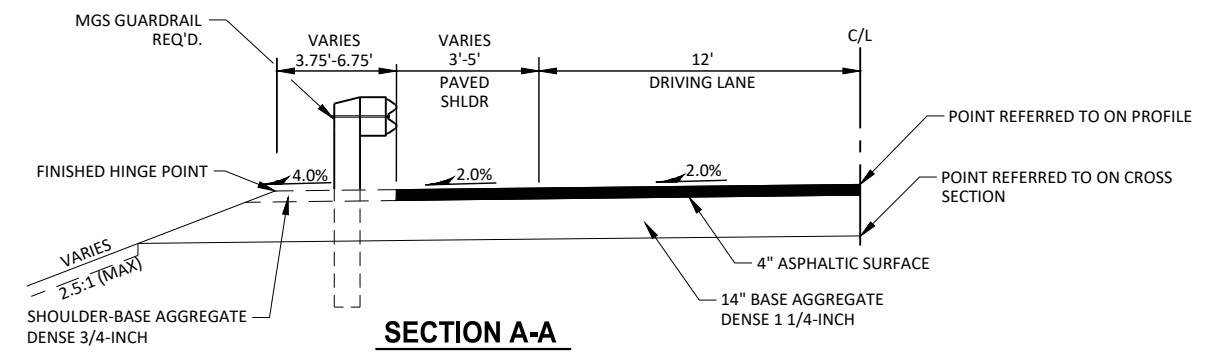 MGS GUARDRAIL
REQ'D.
VARIES
3.75'-6.75'
VARIES
3'-5'
PAVED
SHLDR
12'
DRIVING LANE
C/L
POINT REFERRED TO ON PROFILE
FINISHED HINGE POINT
4.0%
2.0%
2.0%
POINT REFERRED TO ON CROSS
SECTION
VARIES
2.5:1 (MAX)
4" ASPHALTIC SURFACE
14" BASE AGGREGATE
DENSE 1 1/4-INCH
SHOULDER-BASE AGGREGATE
DENSE 3/4-INCH
SECTION A-A